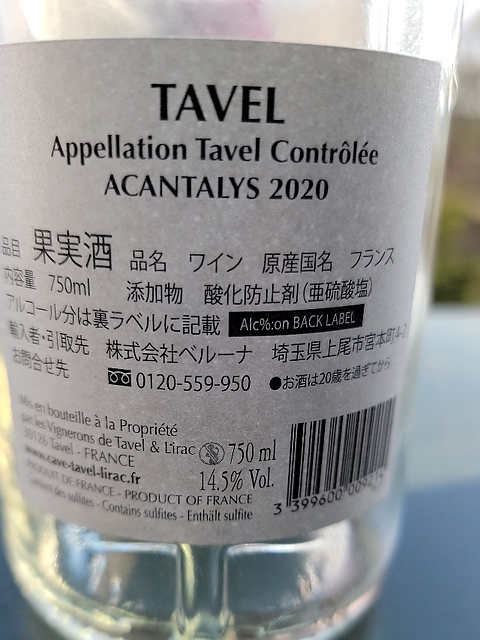 TAVEL
Appellation Tavel Contrôlée
ACANTALYS 2020
品目 果実酒 品名 ワイン 原産国名 フランス
内容量 750ml 添加物 酸化防止剤(亜硫酸塩)
アルコール分は裏ラベルに記載 Alc%:on BACK LABEL
輸入者・引取先 株式会社ベルーナ 埼玉県上尾市宮本町4-2
お問合せ先 0120-559-950 ●お酒は20歳を過ぎてから
Mis en bouteille à la Propriété
par les Vignerons de Tavel & Lirac
30126 Tavel - FRANCE
750 ml
www.cave-tavel-lirac.fr
14.5% Vol.
PRODUIT DE FRANCE - PRODUCT OF FRANCE
Contient des sulfites - Contains sulfites - Enthält sulfite
3 399600